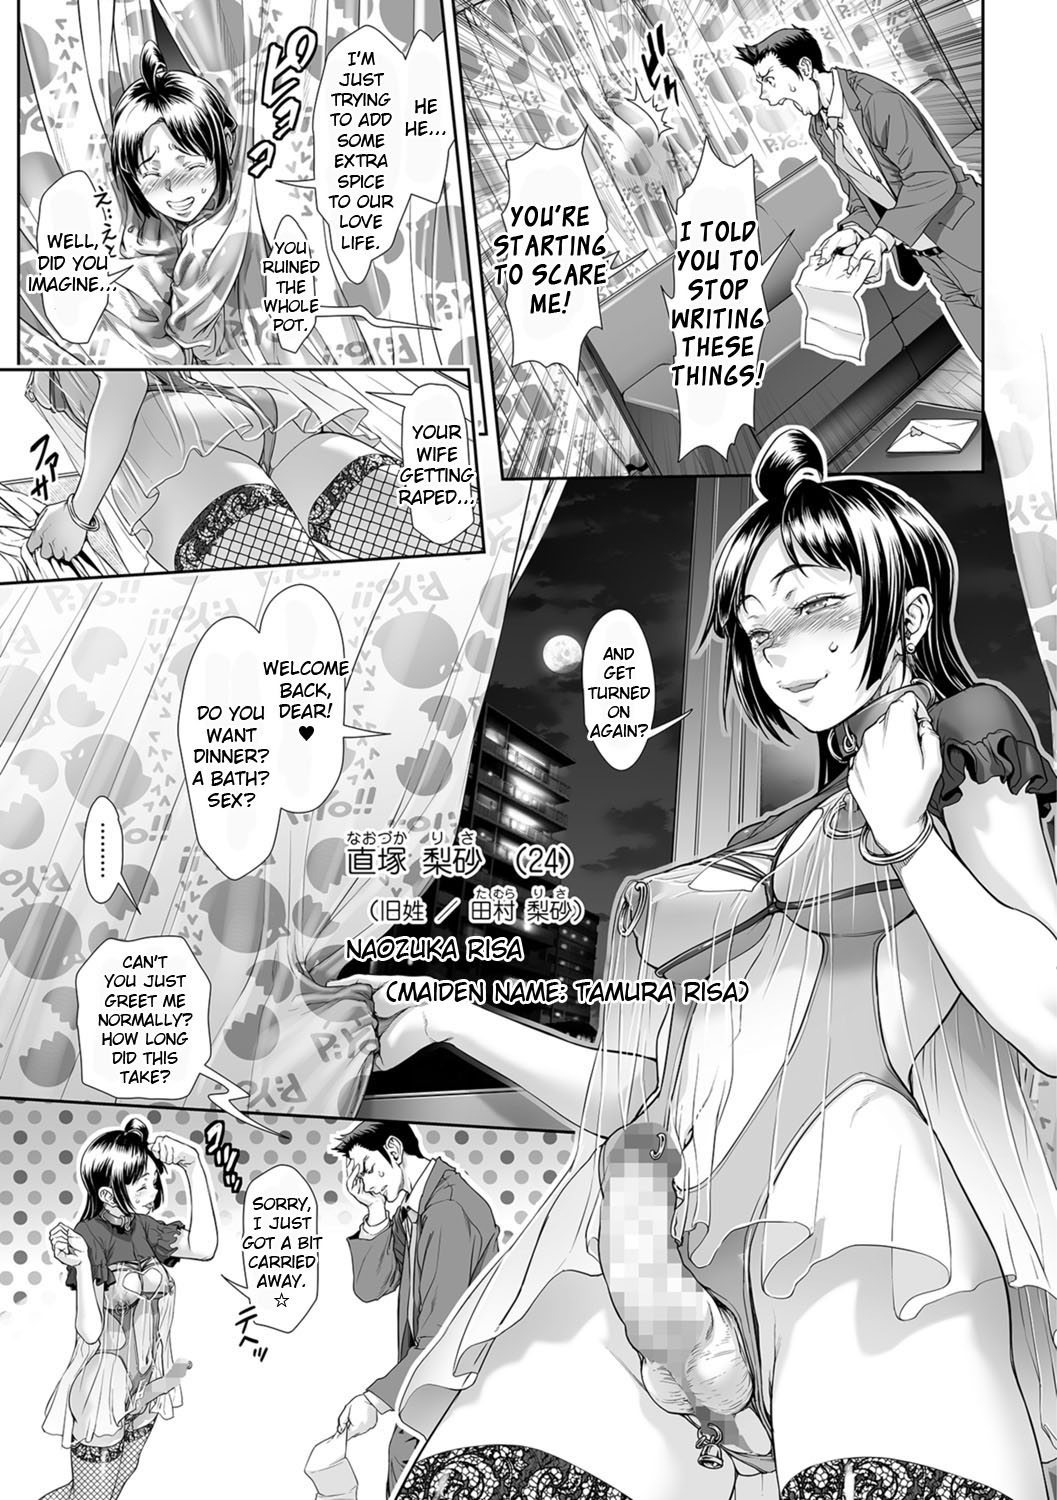 I TOLD
YOU TO
STOP
WRITING
THESE
THINGS!
YOU'RE
STARTING
TO SCARE
ME!
HE
HE...
I'M
JUST
TRYING
TO ADD
SOME
EXTRA
SPICE
TO OUR
LOVE
LIFE.
YOU
RUINED
THE
WHOLE
POT.
WELL,
DID YOU
IMAGINE...
YOUR
WIFE
GETTING
RAPED...
AND
GET
TURNED
ON
AGAIN?
WELCOME
BACK,
DEAR!
♥
DO YOU
WANT
DINNER?
A BATH?
SEX?
なおづか りさ
直塚 梨砂 (24)
たむら りさ
(旧姓/田村 梨砂)
NAOZUKA RISA
(MAIDEN NAME: TAMURA RISA)
………
CAN'T
YOU JUST
GREET ME
NORMALLY?
HOW LONG
DID THIS
TAKE?
SORRY,
I JUST
GOT A BIT
CARRIED
AWAY.
☆
PiYo!!